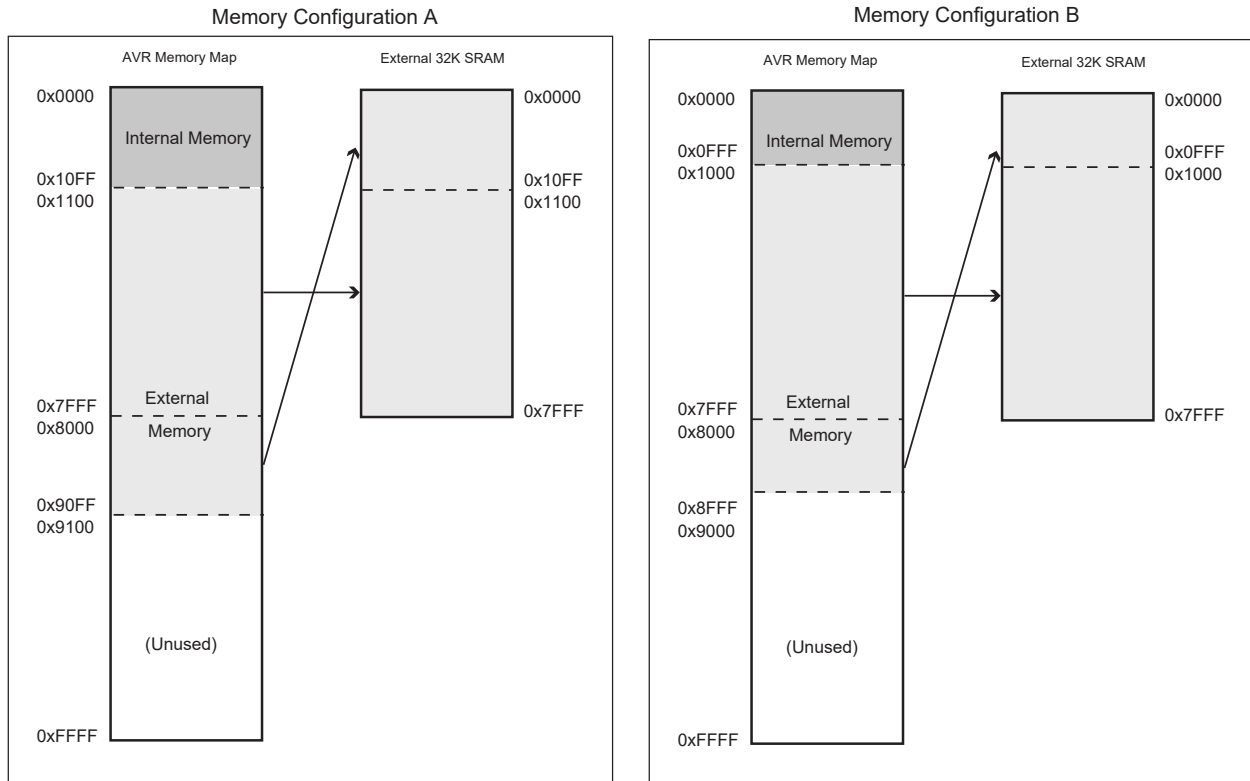 Memory Configuration A
AVR Memory Map
External 32K SRAM
0x0000
0x0000
Internal Memory
0x10FF
0x1100
0x10FF
0x1100
External
0x7FFF
0x8000
Memory
0x7FFF
0x90FF
0x9100
(Unused)
0xFFFF
Memory Configuration B
AVR Memory Map
External 32K SRAM
0x0000
0x0000
Internal Memory
0x0FFF
0x1000
0x0FFF
0x1000
External
0x7FFF
0x8000
Memory
0x7FFF
0x8FFF
0x9000
(Unused)
0xFFFF